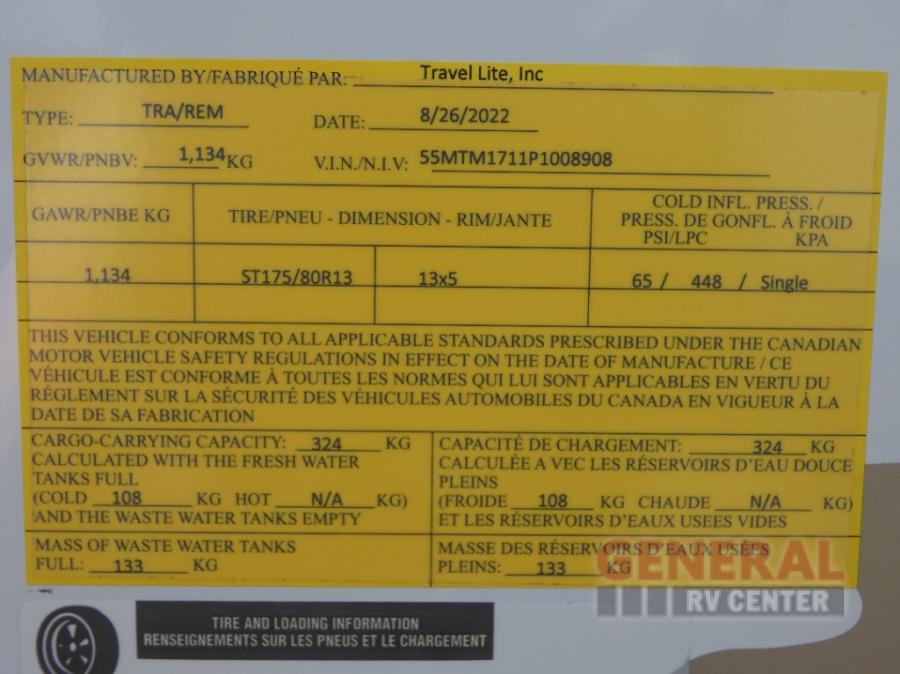 MANUFACTURED BY/FABRIQUÉ PAR: Travel Lite, Inc
TYPE: TRA/REM DATE: 8/26/2022
GVWR/PNBV: 1,134 KG V.I.N./N.I.V: 55MTM1711P1008908
GAWR/PNBE KG TIRE/PNEU - DIMENSION - RIM/JANTE COLD INFL. PRESS. /
PRESS. DE GONFL. À FROID
PSI/LPC KPA
1,134 ST175/80R13 13x5 65 / 448 / Single
THIS VEHICLE CONFORMS TO ALL APPLICABLE STANDARDS PRESCRIBED UNDER THE CANADIAN
MOTOR VEHICLE SAFETY REGULATIONS IN EFFECT ON THE DATE OF MANUFACTURE / CE
VÉHICULE EST CONFORME À TOUTES LES NORMES QUI LUI SONT APPLICABLES EN VERTU DU
RÉGLEMENT SUR LA SÉCURITÉ DES VÉHICULES AUTOMOBILES DU CANADA EN VIGUEUR À LA
DATE DE SA FABRICATION
CARGO-CARRYING CAPACITY: 324 KG
CALCULATED WITH THE FRESH WATER
TANKS FULL
(COLD 108 KG HOT N/A KG)
AND THE WASTE WATER TANKS EMPTY
CAPACITÉ DE CHARGEMENT: 324 KG
CALCULÉE A VEC LES RÉSERVOIRS D'EAU DOUCE
PLEINS
(FROIDE 108 KG CHAUDE N/A KG)
ET LES RÉSERVOIRS D'EAUX USEES VIDES
MASS OF WASTE WATER TANKS
FULL: 133 KG
MASSE DES RÉSERVOIRS D'EAUX USÉES
PLEINS: 133 KG
GENERAL
RV CENTER
TIRE AND LOADING INFORMATION
RENSEIGNEMENTS SUR LES PNEUS ET LE CHARGEMENT